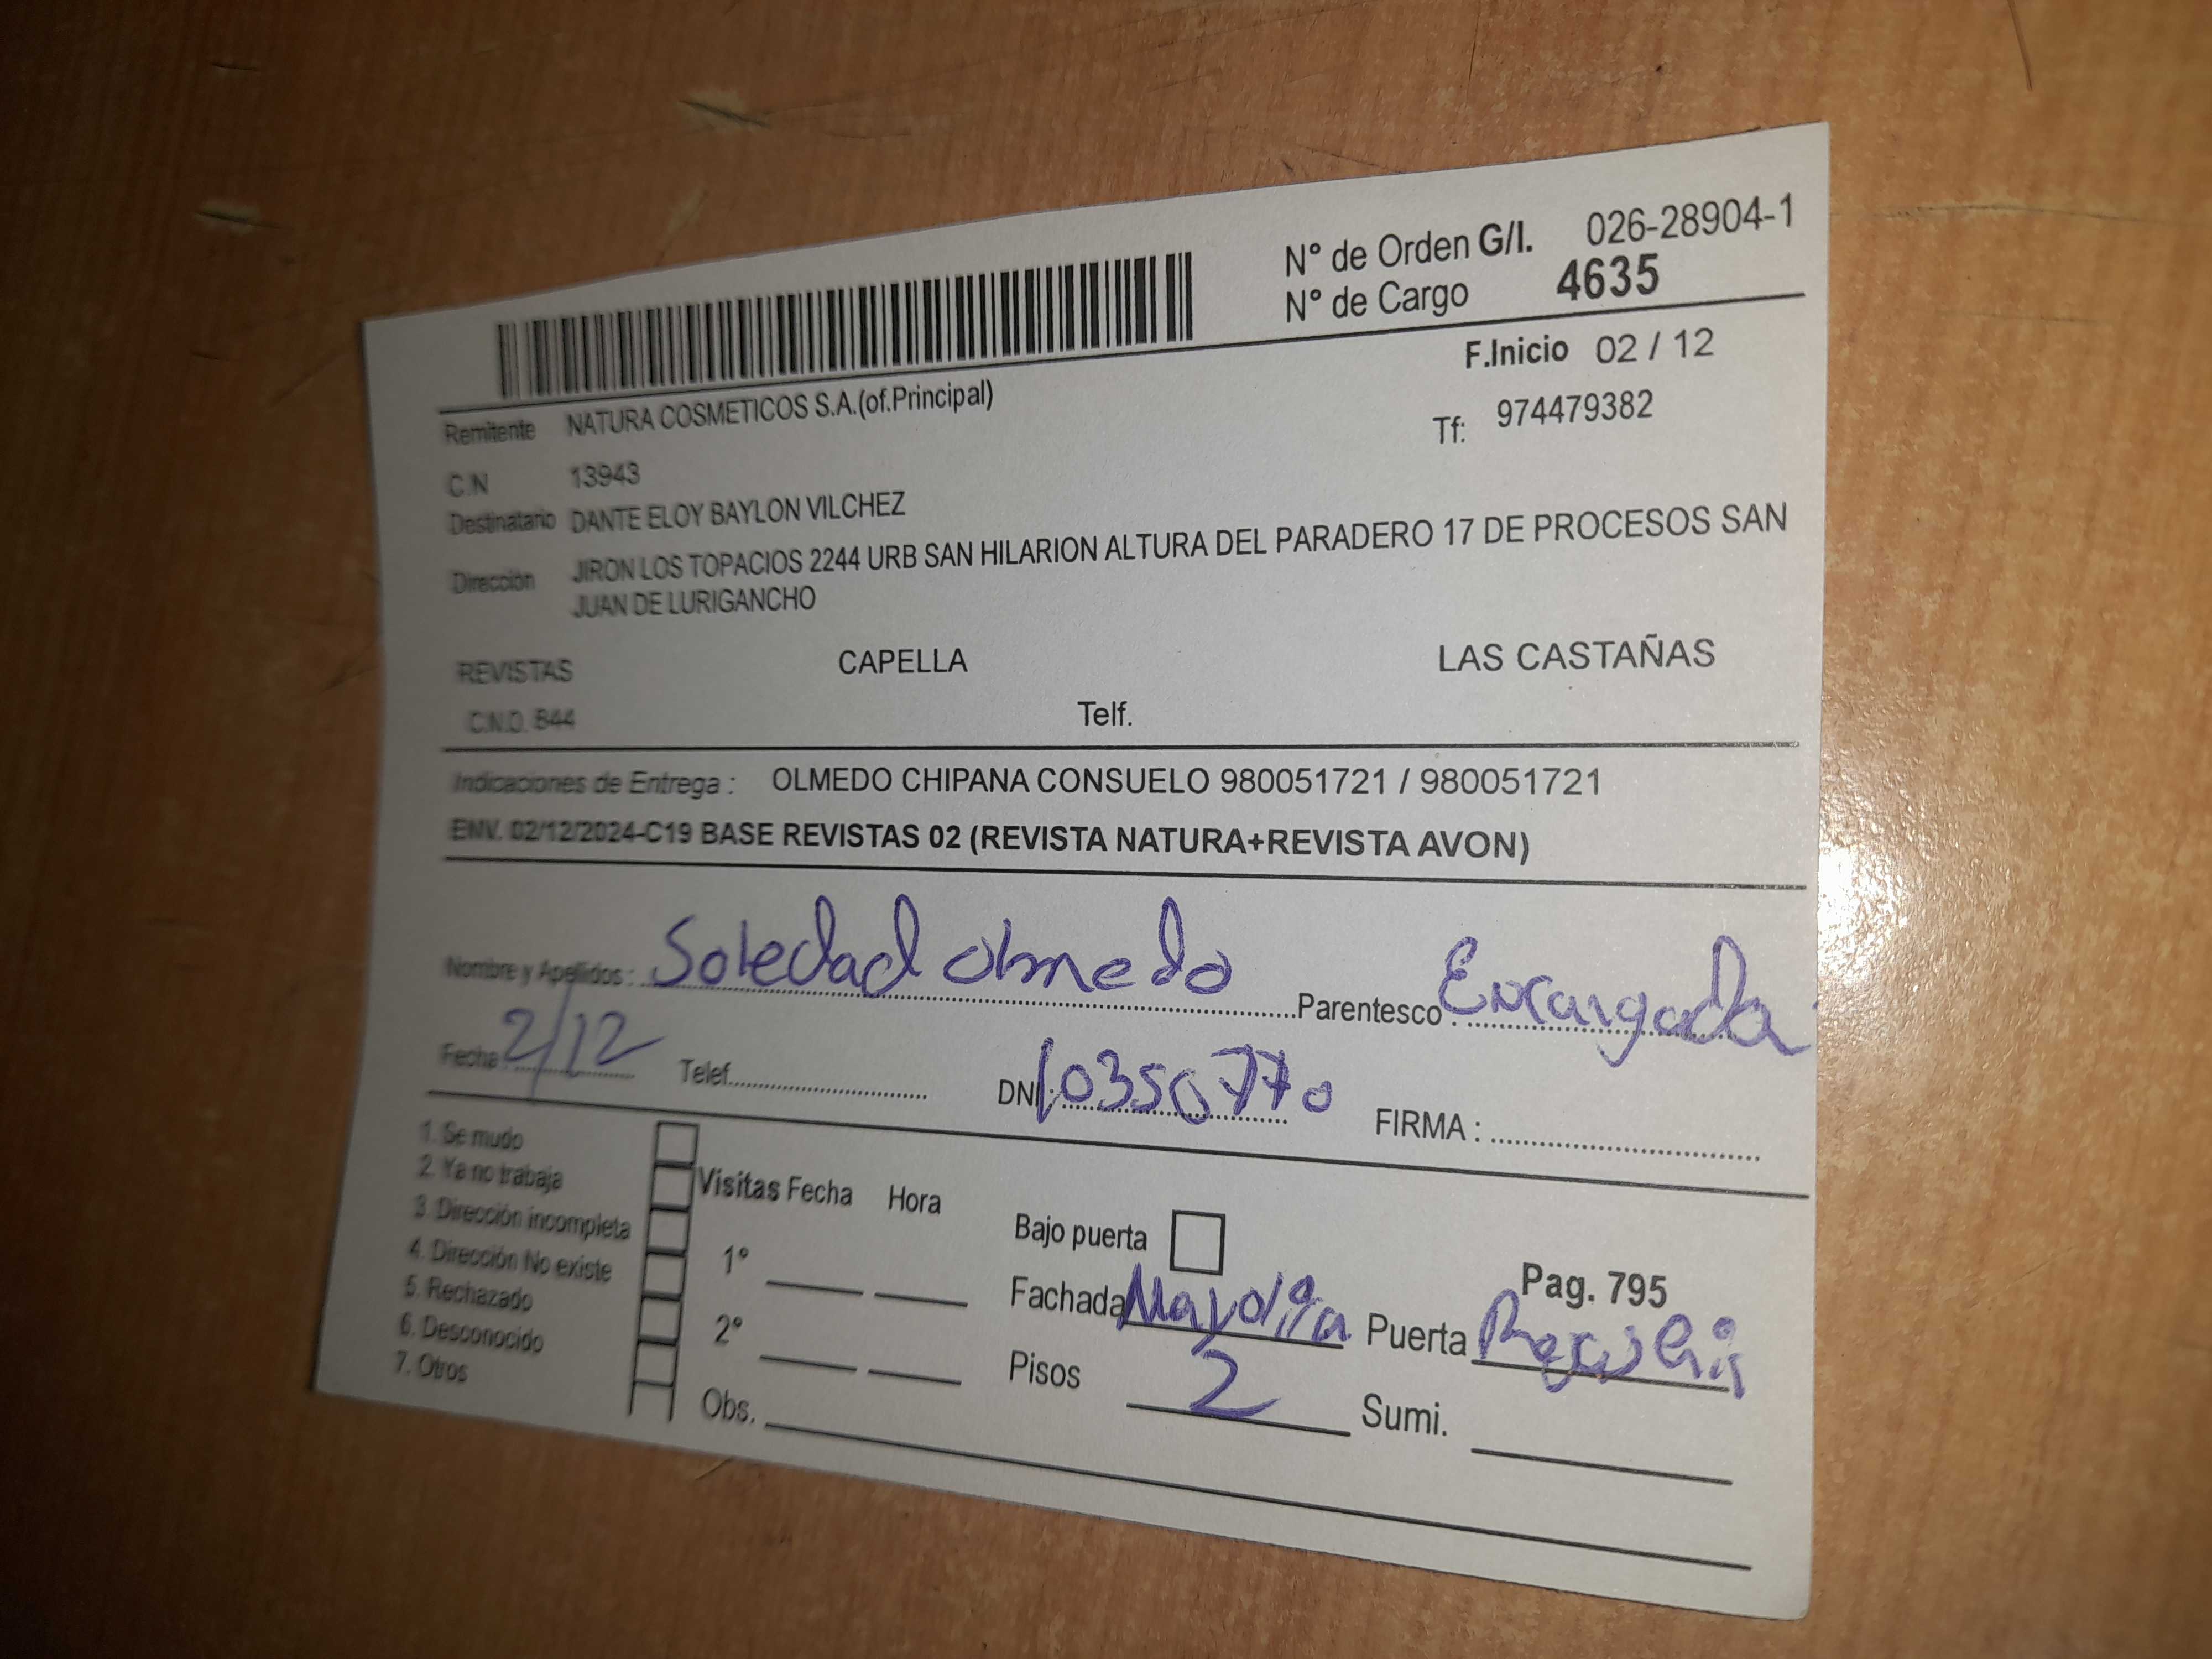 N° de Orden G/I. 026-28904-1
N° de Cargo 4635
F.Inicio 02 / 12
Remitente NATURA COSMETICOS S.A.(of.Principal)
Tf: 974479382
C.N 13943
Destinatario DANTE ELOY BAYLON VILCHEZ
Dirección JIRON LOS TOPACIOS 2244 URB SAN HILARION ALTURA DEL PARADERO 17 DE PROCESOS SAN
JUAN DE LURIGANCHO
REVISTAS CAPELLA LAS CASTAÑAS
C.N.D. 844 Telf.
Indicaciones de Entrega : OLMEDO CHIPANA CONSUELO 980051721 / 980051721
ENV. 02/12/2024-C19 BASE REVISTAS 02 (REVISTA NATURA+REVISTA AVON)
Nombre y Apellidos : Soledad Olmedo Parentesco : Encargada
Fecha : 2/12 Telef. DNI : 10350770 FIRMA :
1. Se mudo
2. Ya no trabaja
3. Dirección incompleta
4. Dirección No existe
5. Rechazado
6. Desconocido
7. Otros
Visitas Fecha Hora
1°
2°
Obs.
Bajo puerta
Pag. 795
Fachada Puerta
Pisos 2 Sumi.